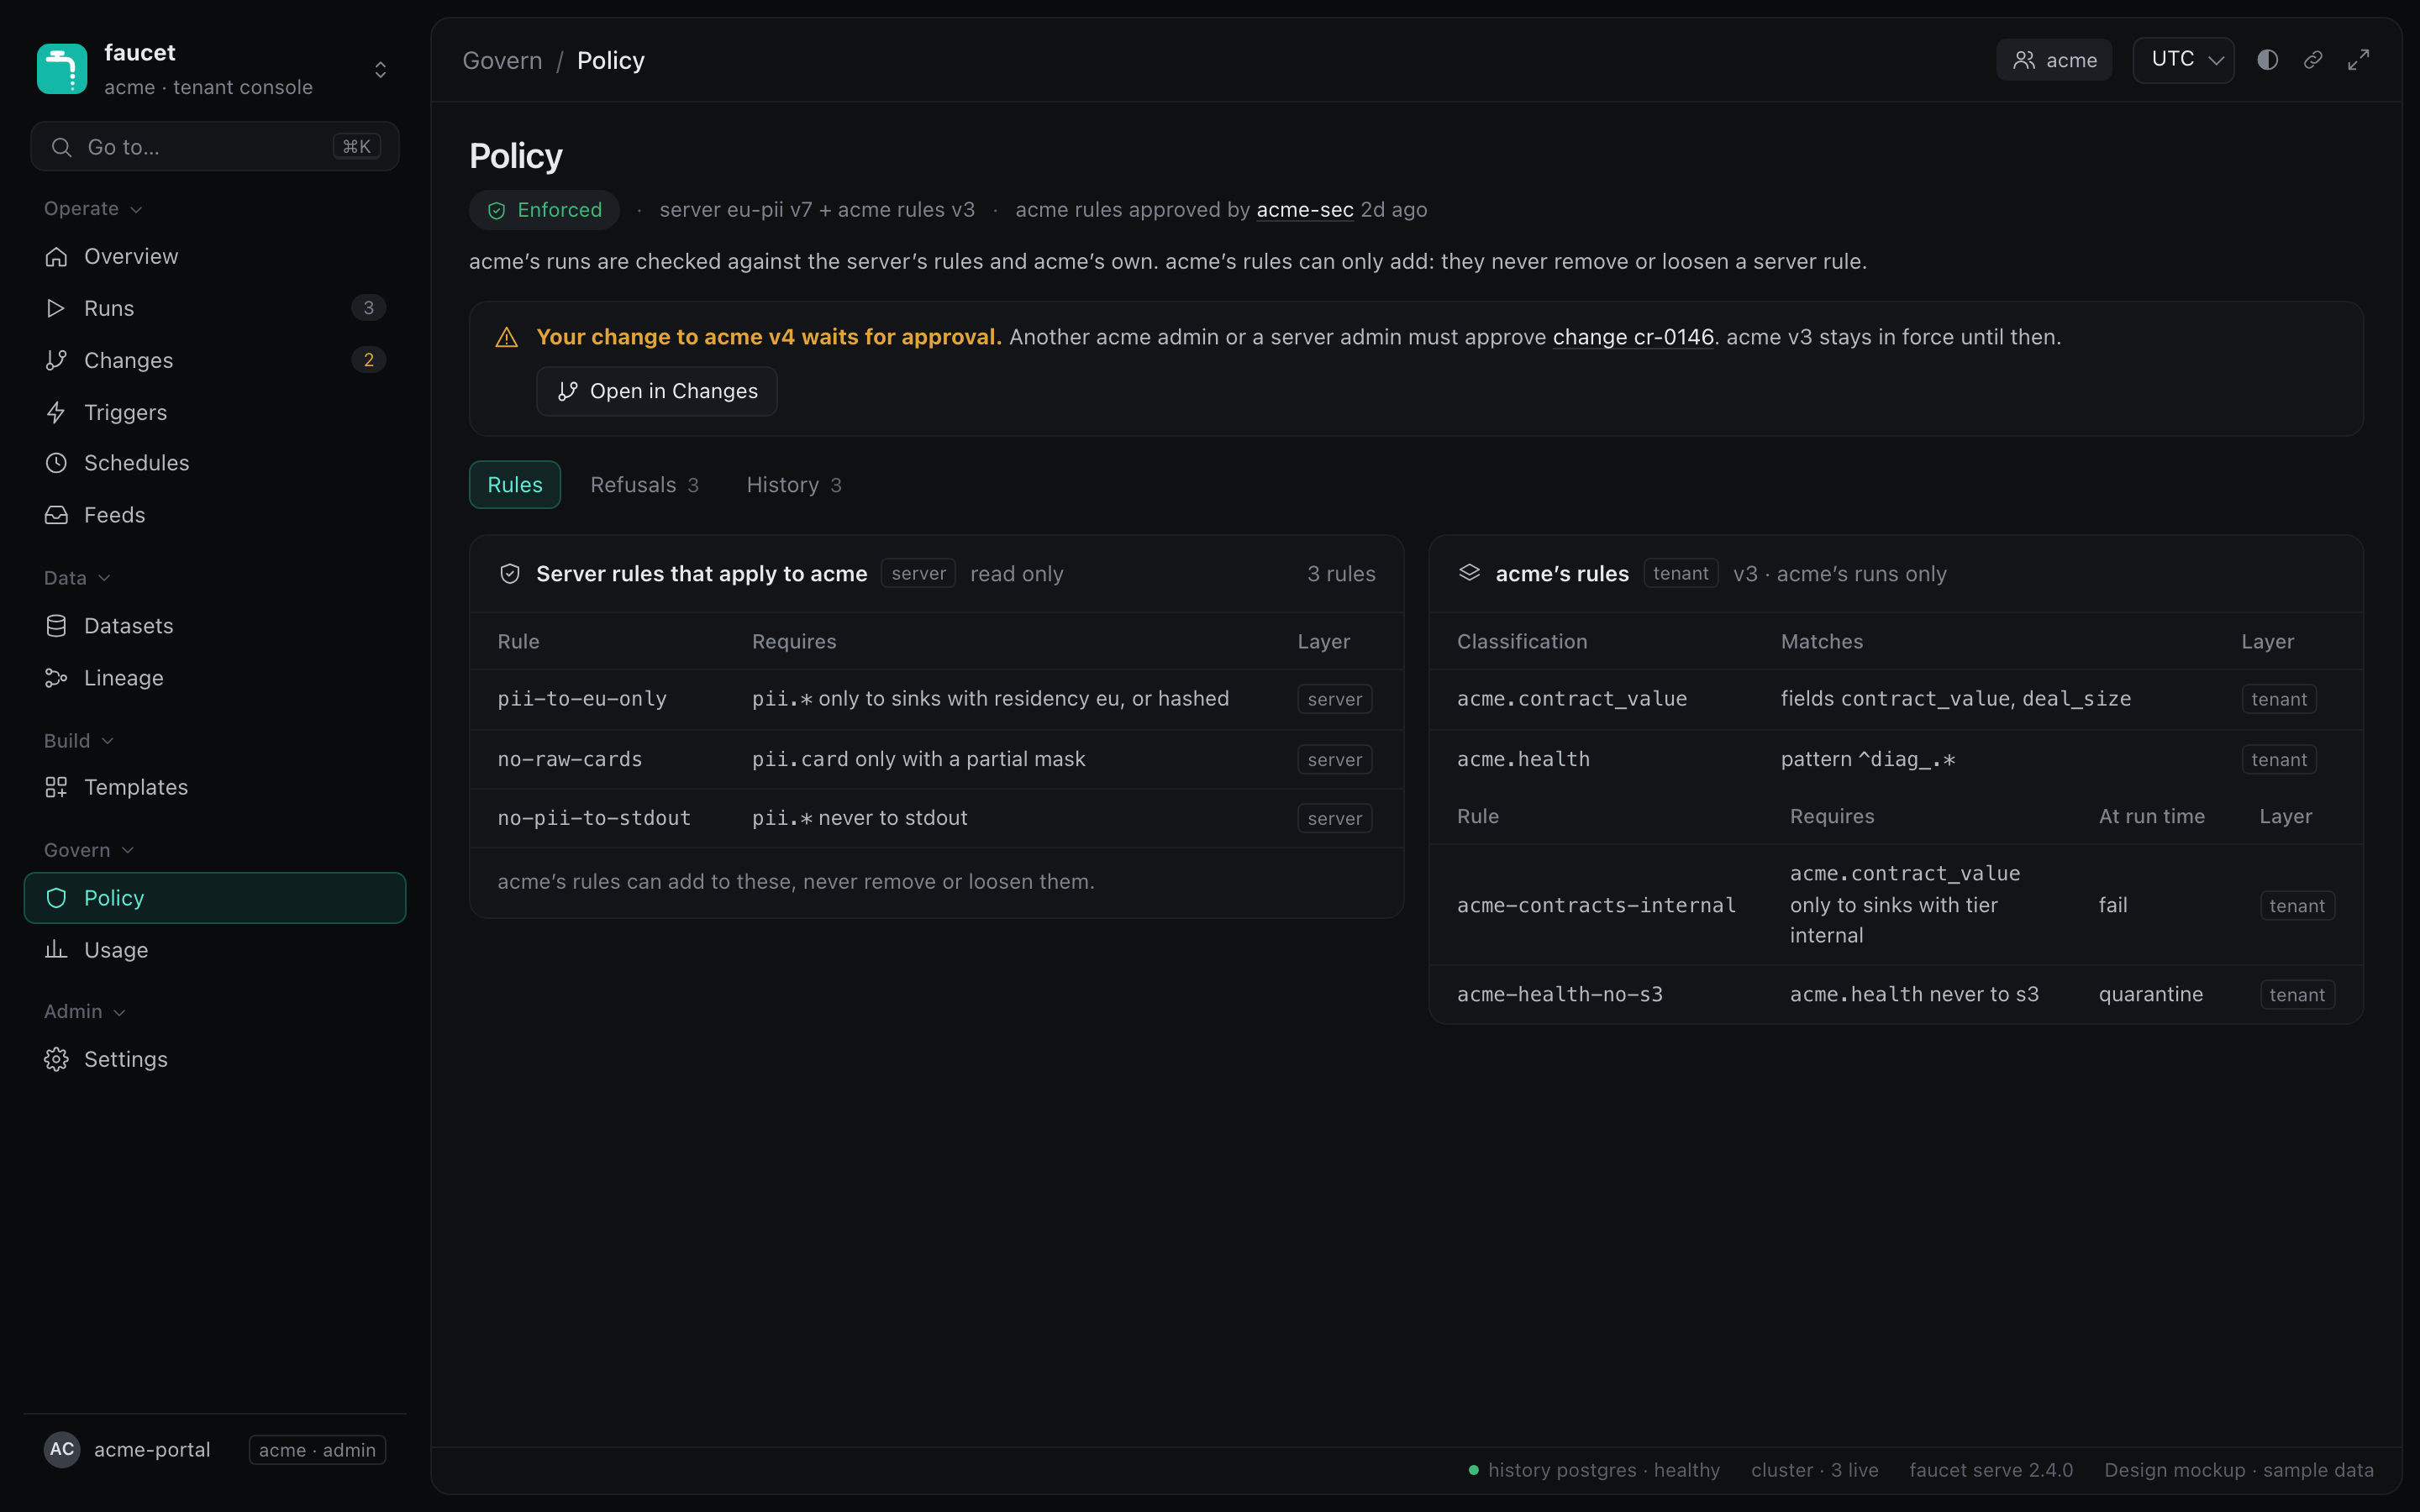 faucet
acme · tenant console
Go to...
⌘K
Operate
Overview
Runs 3
Changes 2
Triggers
Schedules
Feeds
Data
Datasets
Lineage
Build
Templates
Govern
Policy
Usage
Admin
Settings
AC acme-portal acme · admin
Govern / Policy
acme UTC
Policy
Enforced · server eu-pii v7 + acme rules v3 · acme rules approved by acme-sec 2d ago
acme’s runs are checked against the server’s rules and acme’s own. acme’s rules can only add: they never remove or loosen a server rule.
Your change to acme v4 waits for approval. Another acme admin or a server admin must approve change cr-0146. acme v3 stays in force until then.
Open in Changes
Rules Refusals 3 History 3
Server rules that apply to acme server read only 3 rules
Rule Requires Layer
pii-to-eu-only pii.* only to sinks with residency eu, or hashed server
no-raw-cards pii.card only with a partial mask server
no-pii-to-stdout pii.* never to stdout server
acme’s rules can add to these, never remove or loosen them.
acme’s rules tenant v3 · acme’s runs only
Classification Matches Layer
acme.contract_value fields contract_value, deal_size tenant
acme.health pattern ^diag_.* tenant
Rule Requires At run time Layer
acme-contracts-internal acme.contract_value only to sinks with tier internal fail tenant
acme-health-no-s3 acme.health never to s3 quarantine tenant
history postgres · healthy cluster · 3 live faucet serve 2.4.0 Design mockup · sample data